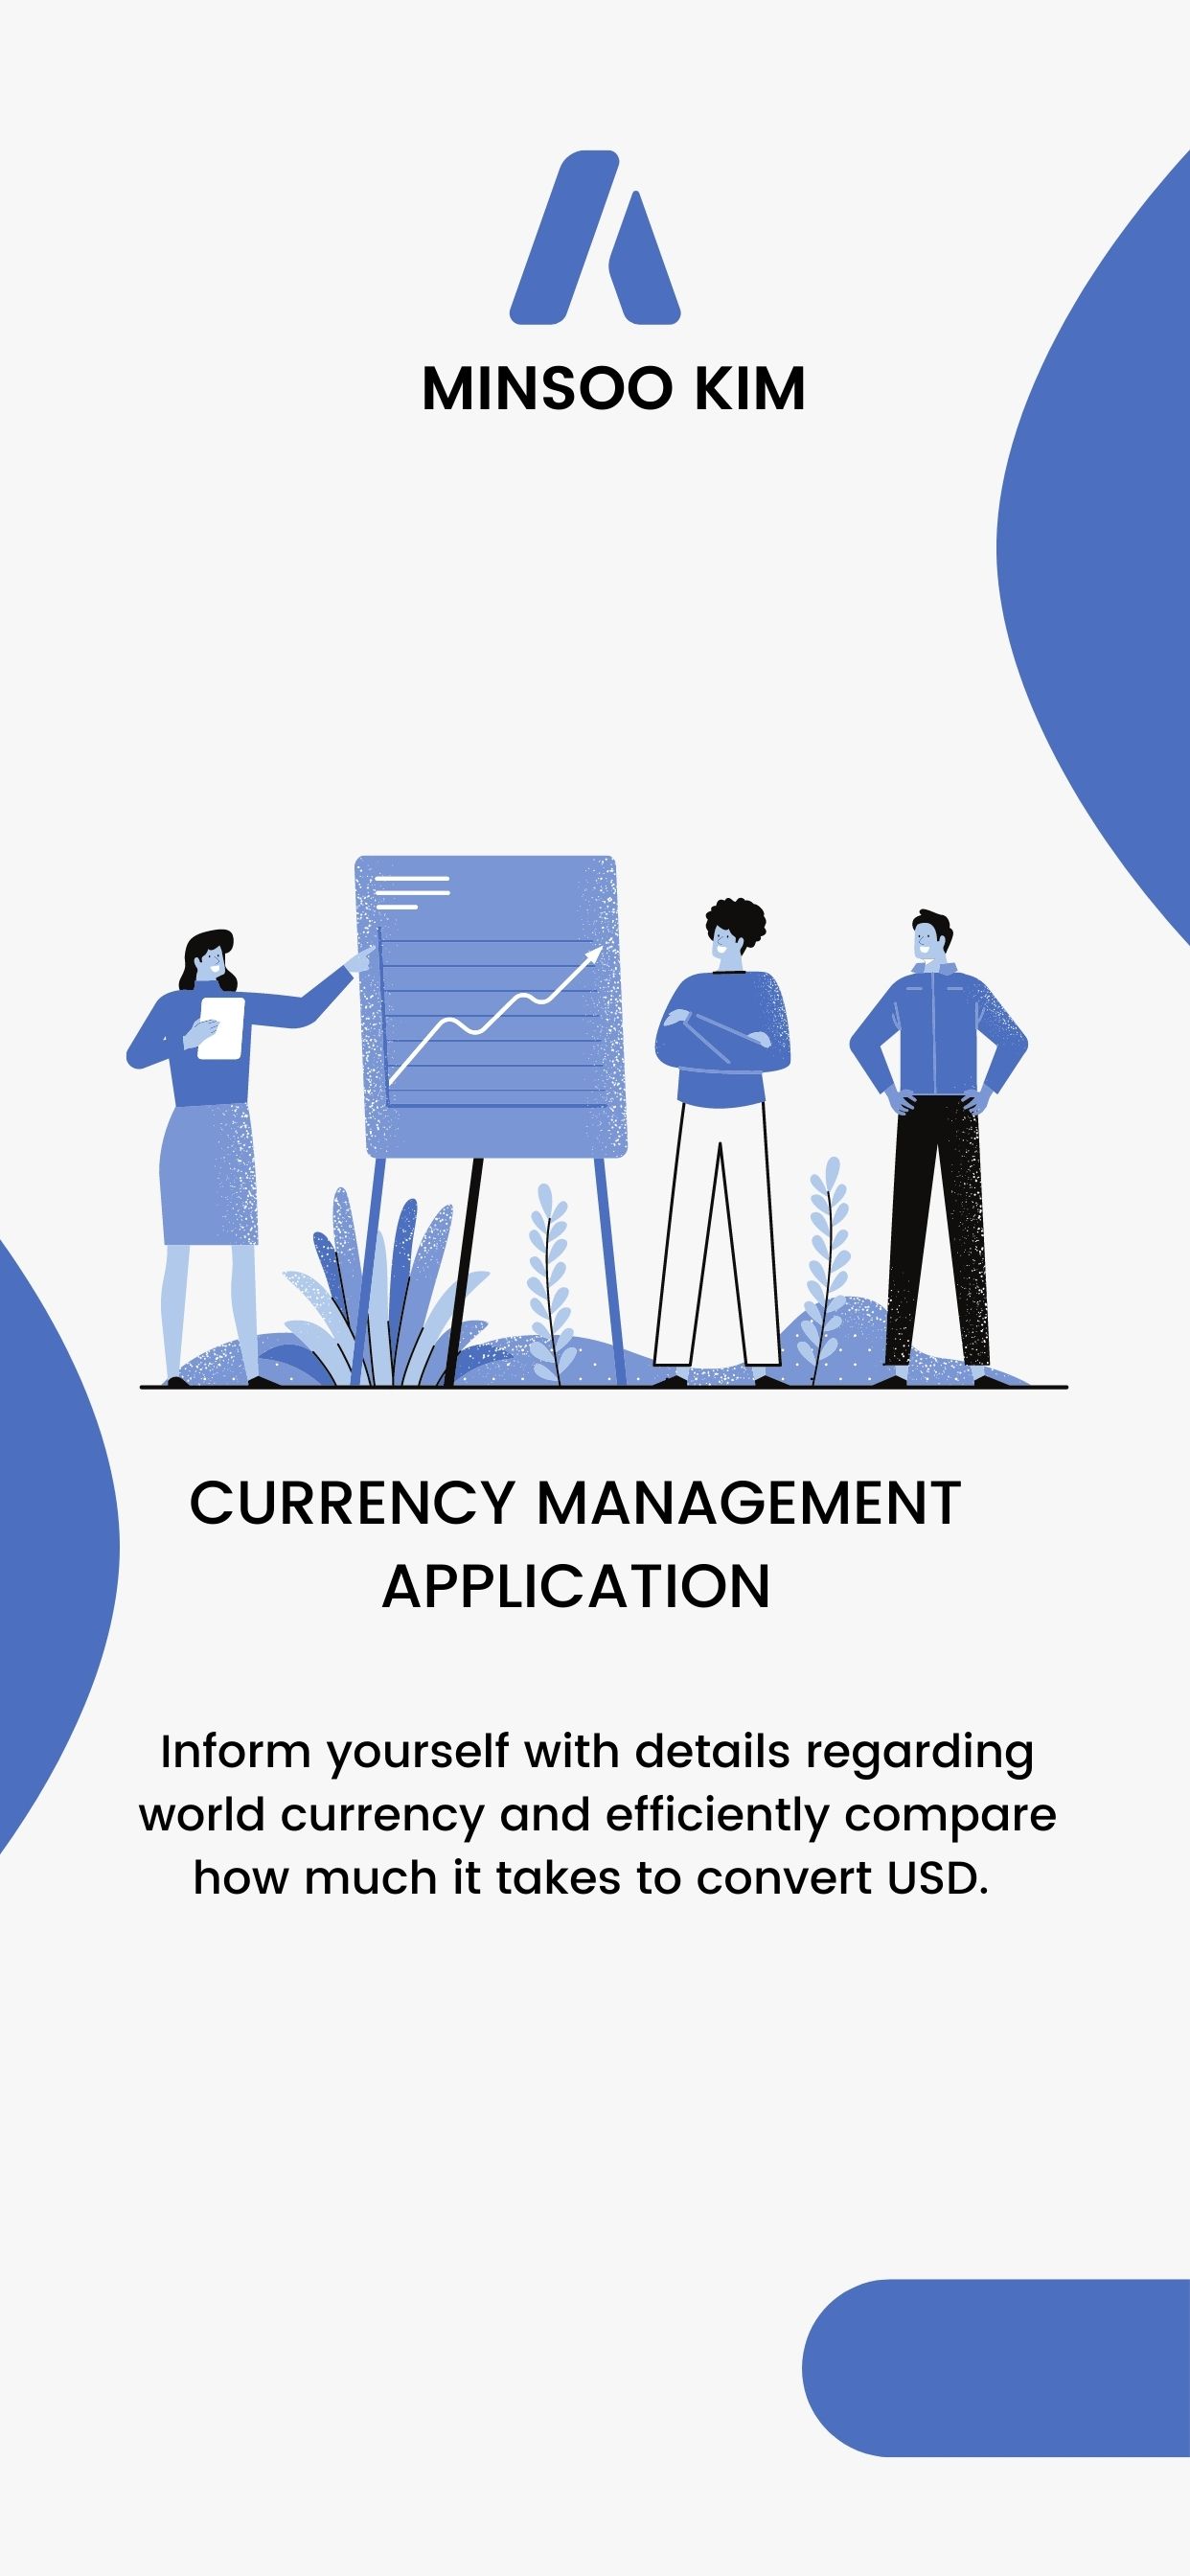 MINSOO KIM
CURRENCY MANAGEMENT
APPLICATION
Inform yourself with details regarding
world currency and efficiently compare
how much it takes to convert USD.